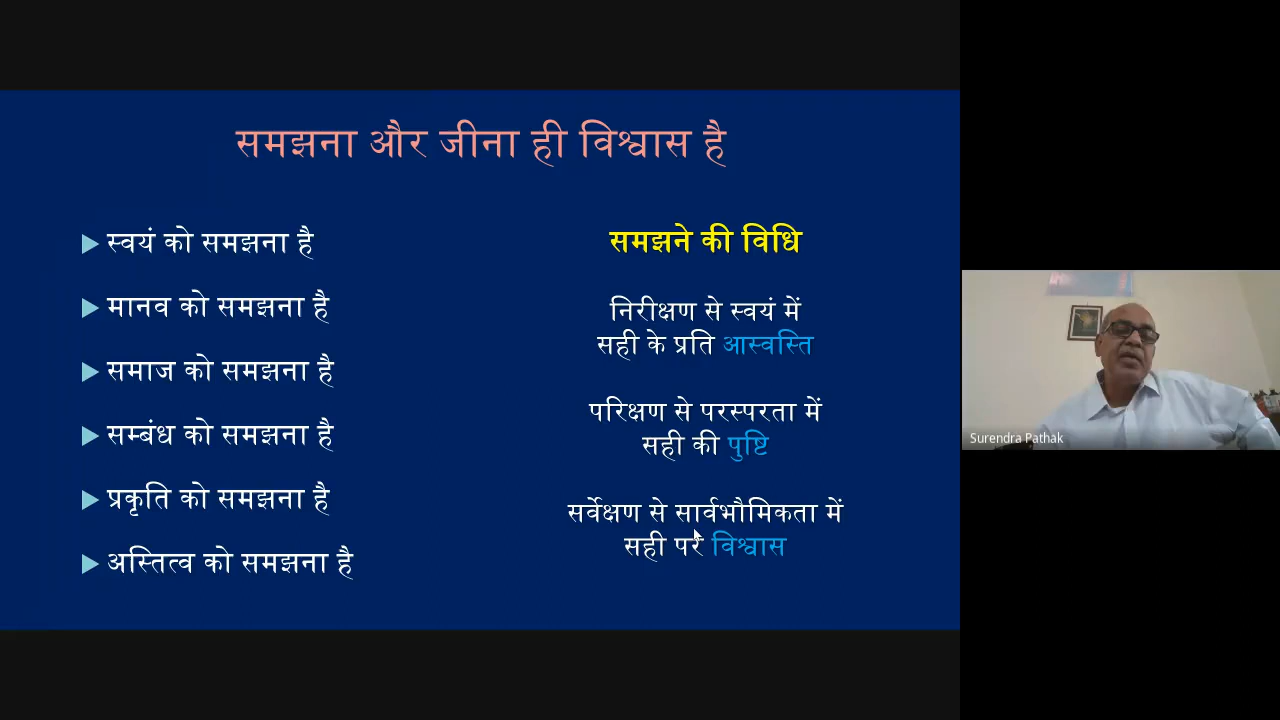 समझना और जीना ही विश्वास है
स्वयं को समझना है
मानव को समझना है
समाज को समझना है
सम्बंध को समझना है
प्रकृति को समझना है
अस्तित्व को समझना है
समझने की विधि
निरीक्षण से स्वयं में
सही के प्रति आस्वस्ति
परिक्षण से परस्परता में
सही की पुष्टि
सर्वेक्षण से सार्वभौमिकता में
सही पर विश्वास
Surendra Pathak